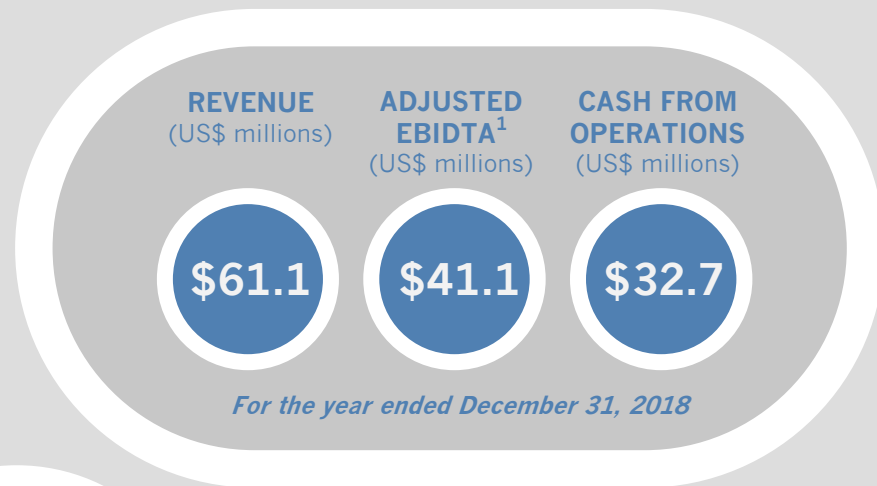 REVENUE
(US$ millions)
$61.1
ADJUSTED
EBIDTA¹
(US$ millions)
$41.1
CASH FROM
OPERATIONS
(US$ millions)
$32.7
For the year ended December 31, 2018